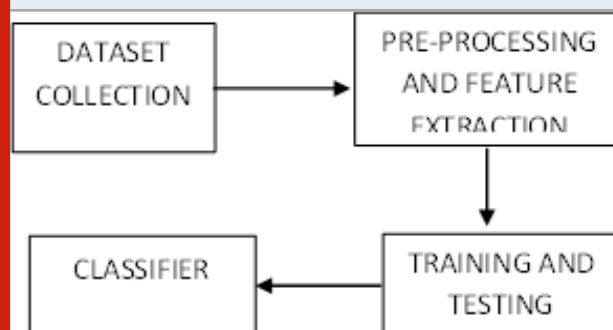 DATASET
COLLECTION
PRE-PROCESSING
AND FEATURE
EXTRACTION
TRAINING AND
TESTING
CLASSIFIER